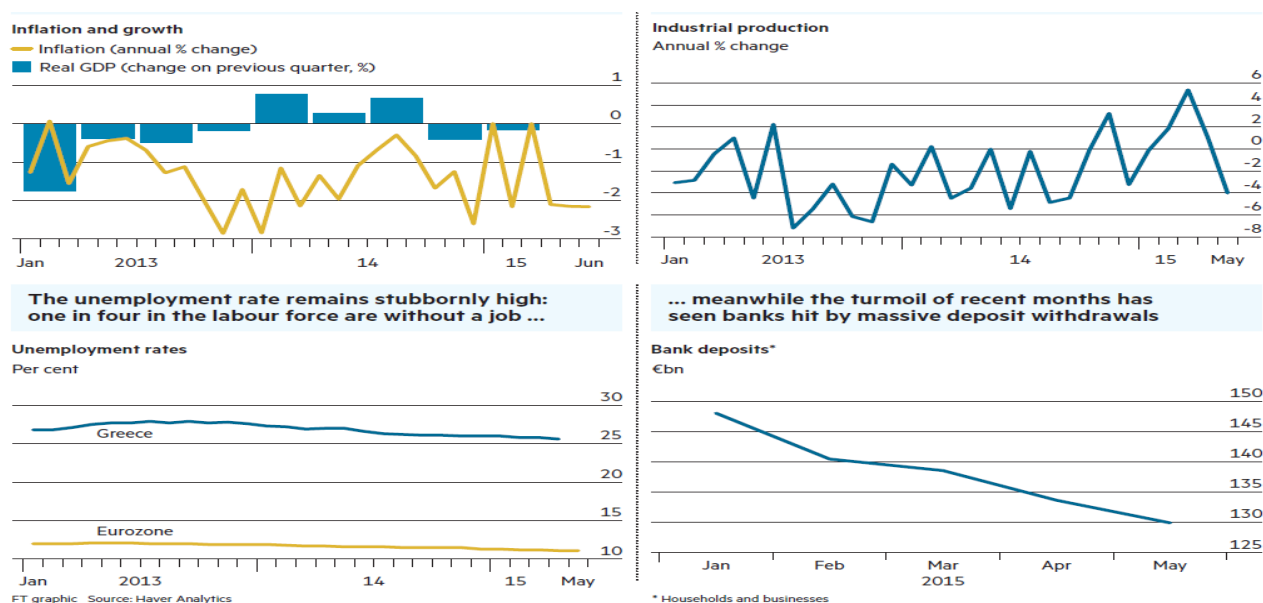 Inflation and growth
Inflation (annual % change)
Real GDP (change on previous quarter, %)
1
0
-1
-2
-3
Jan 2013 14 15 Jun
Industrial production
Annual % change
6
4
2
0
-2
-4
-6
-8
Jan 2013 14 15 May
The unemployment rate remains stubbornly high:
one in four in the labour force are without a job ...
Unemployment rates
Per cent
30
25
20
15
10
Greece
Eurozone
Jan 2013 14 15 May
FT graphic Source: Haver Analytics
... meanwhile the turmoil of recent months has
seen banks hit by massive deposit withdrawals
Bank deposits*
€bn
150
145
140
135
130
125
Jan Feb Mar Apr May
2015
* Households and businesses